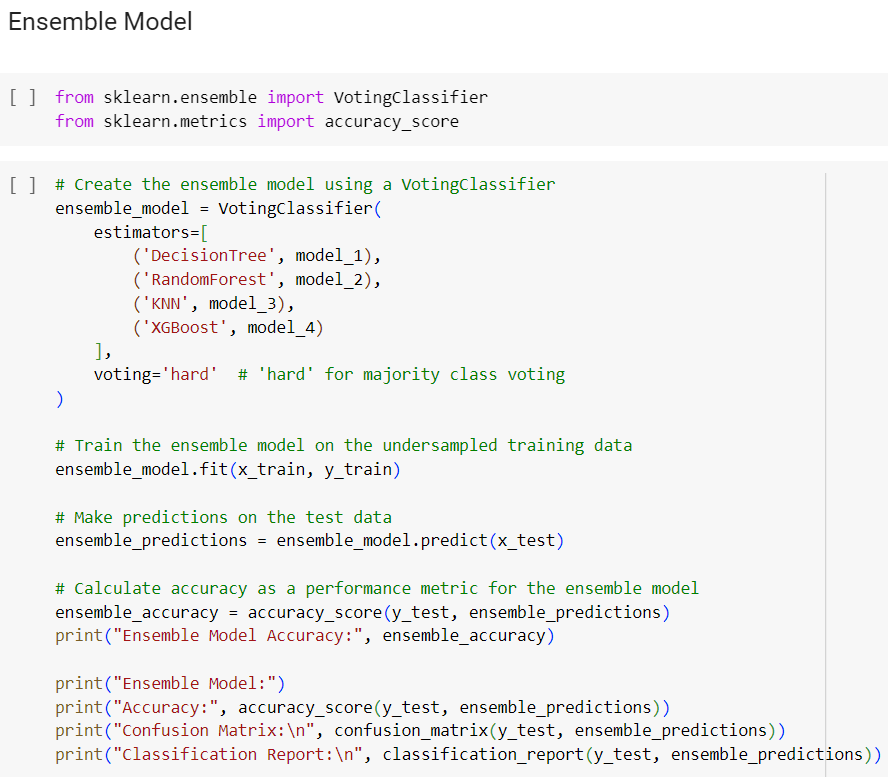 Ensemble Model
[ ] from sklearn.ensemble import VotingClassifier
from sklearn.metrics import accuracy_score
[ ] # Create the ensemble model using a VotingClassifier
ensemble_model = VotingClassifier(
    estimators=[
        ('DecisionTree', model_1),
        ('RandomForest', model_2),
        ('KNN', model_3),
        ('XGBoost', model_4)
    ],
    voting='hard'  # 'hard' for majority class voting
)
# Train the ensemble model on the undersampled training data
ensemble_model.fit(x_train, y_train)
# Make predictions on the test data
ensemble_predictions = ensemble_model.predict(x_test)
# Calculate accuracy as a performance metric for the ensemble model
ensemble_accuracy = accuracy_score(y_test, ensemble_predictions)
print("Ensemble Model Accuracy:", ensemble_accuracy)
print("Ensemble Model:")
print("Accuracy:", accuracy_score(y_test, ensemble_predictions))
print("Confusion Matrix:\n", confusion_matrix(y_test, ensemble_predictions))
print("Classification Report:\n", classification_report(y_test, ensemble_predictions))